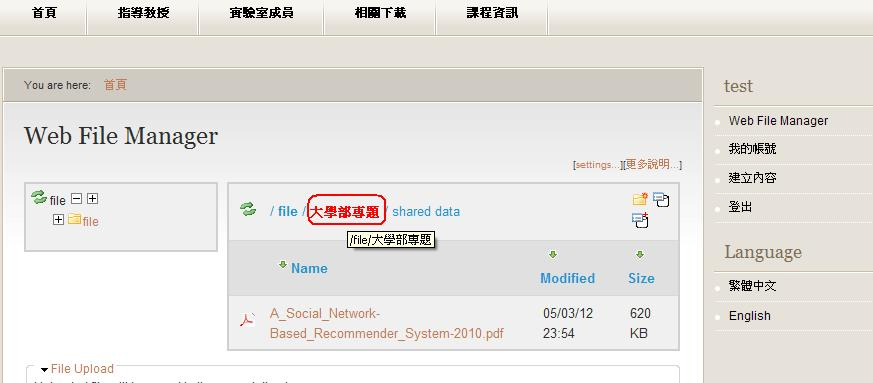 首頁 指導教授 實驗室成員 相關下載 課程資訊
You are here: 首頁
Web File Manager
[settings...][更多說明...]
file
file
/ file / 大學部專題 / shared data
/file/大學部專題
Name Modified Size
A_Social_Network-
Based_Recommender_System-2010.pdf
05/03/12
23:54
620
KB
File Upload
test
Web File Manager
我的帳號
建立內容
登出
Language
繁體中文
English